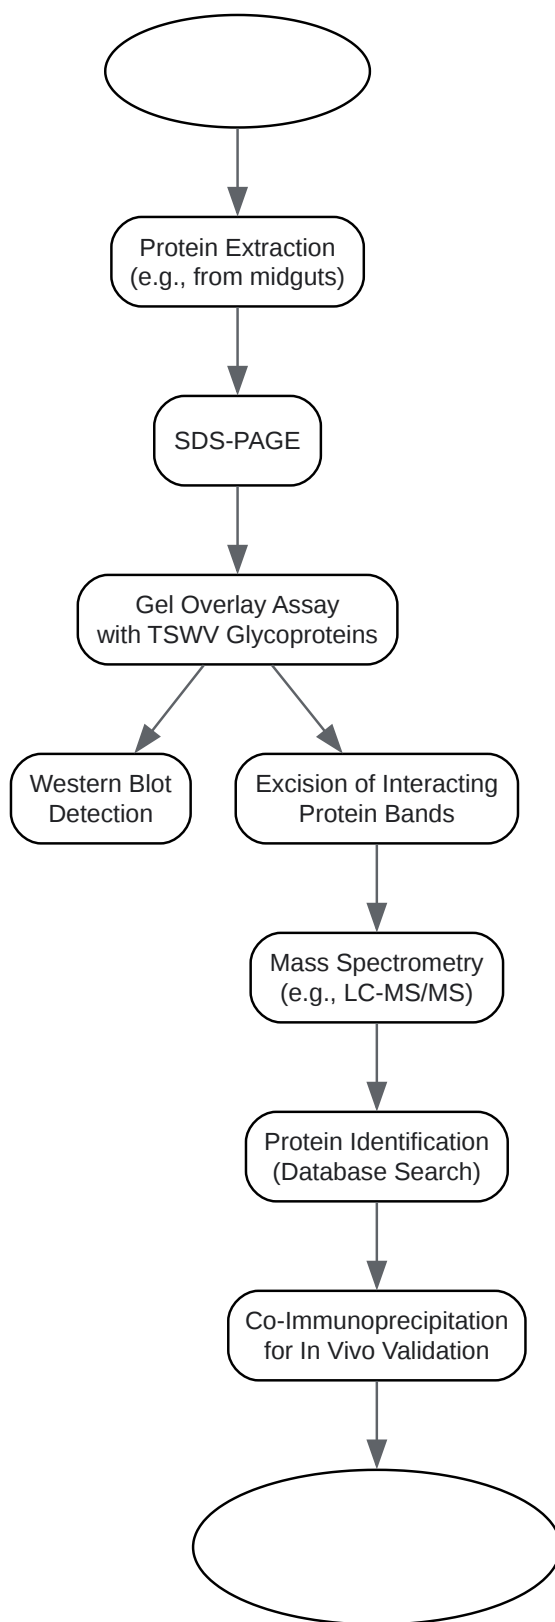 Protein Extraction
(e.g., from midguts)
SDS-PAGE
Gel Overlay Assay
with TSWV Glycoproteins
Western Blot
Detection
Excision of Interacting
Protein Bands
Mass Spectrometry
(e.g., LC-MS/MS)
Protein Identification
(Database Search)
Co-Immunoprecipitation
for In Vivo Validation